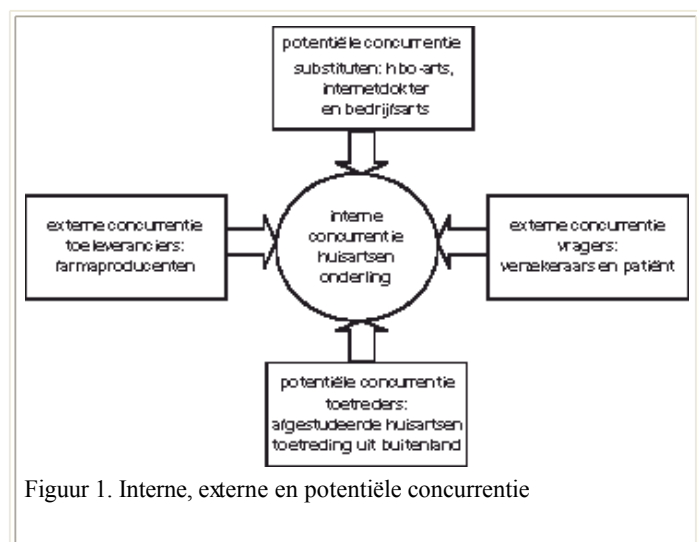 potentiële concurrentie
substituten: hbo-arts,
internetdokter
en bedrijfsarts
externe concurrentie
toeleveranciers:
farmaproducenten
interne
concurrentie
huisartsen
onderling
externe concurrentie
vragers:
verzekeraars en patiënt
potentiële concurrentie
toetreders:
afgestudeerde huisartsen
toetreding uit buitenland
Figuur 1. Interne, externe en potentiële concurrentie